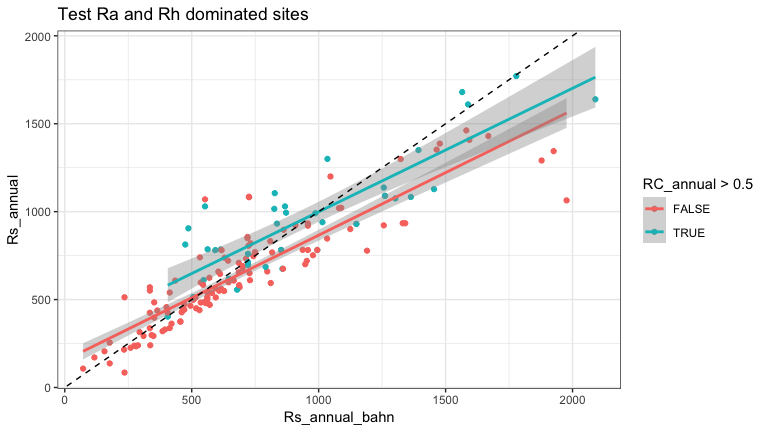 Test Ra and Rh dominated sites
2000
1500
1000
500
0
Rs_annual
0 500 1000 1500 2000
Rs_annual_bahn
RC_annual > 0.5
FALSE
TRUE